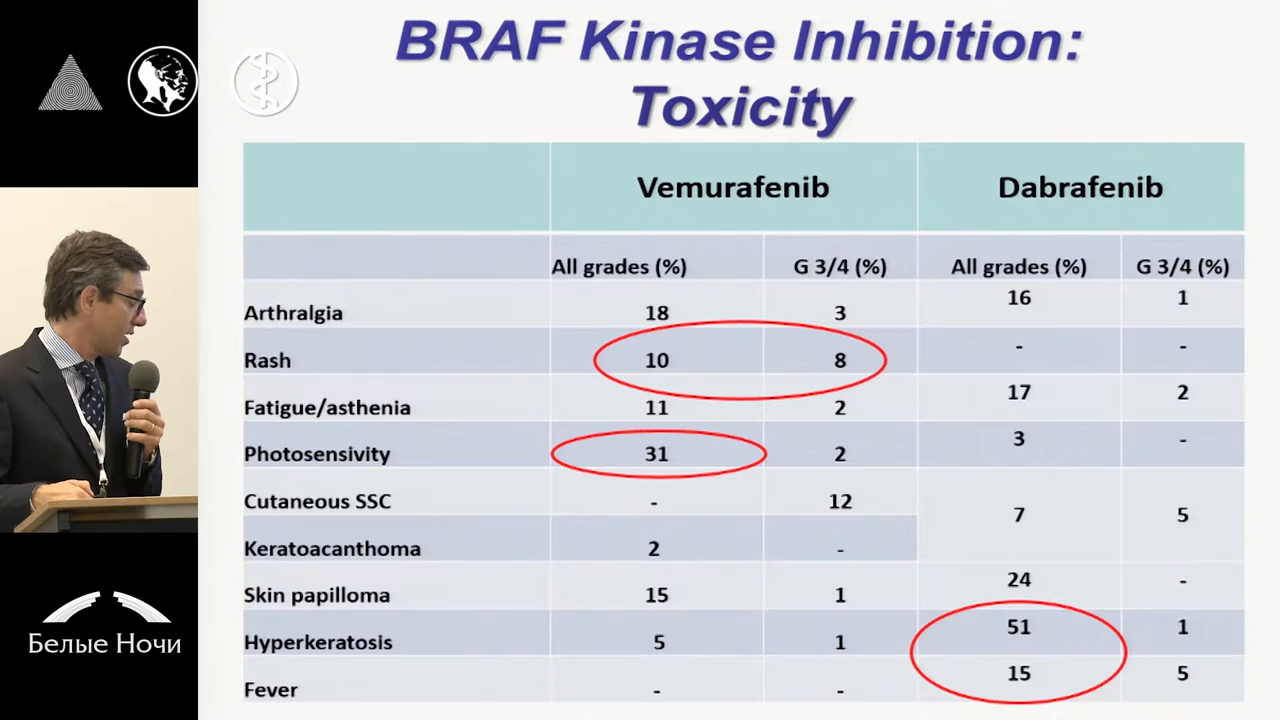 BRAF Kinase Inhibition:
Toxicity
Vemurafenib Dabrafenib
All grades (%) G 3/4 (%) All grades (%) G 3/4 (%)
Arthralgia 18 3 16 1
Rash 10 8 - -
Fatigue/asthenia 11 2 17 2
Photosensivity 31 2 3 -
Cutaneous SSC - 12 7 5
Keratoacanthoma 2 -
Skin papilloma 15 1 24 -
Hyperkeratosis 5 1 51 1
Fever - - 15 5
Белые Ночи